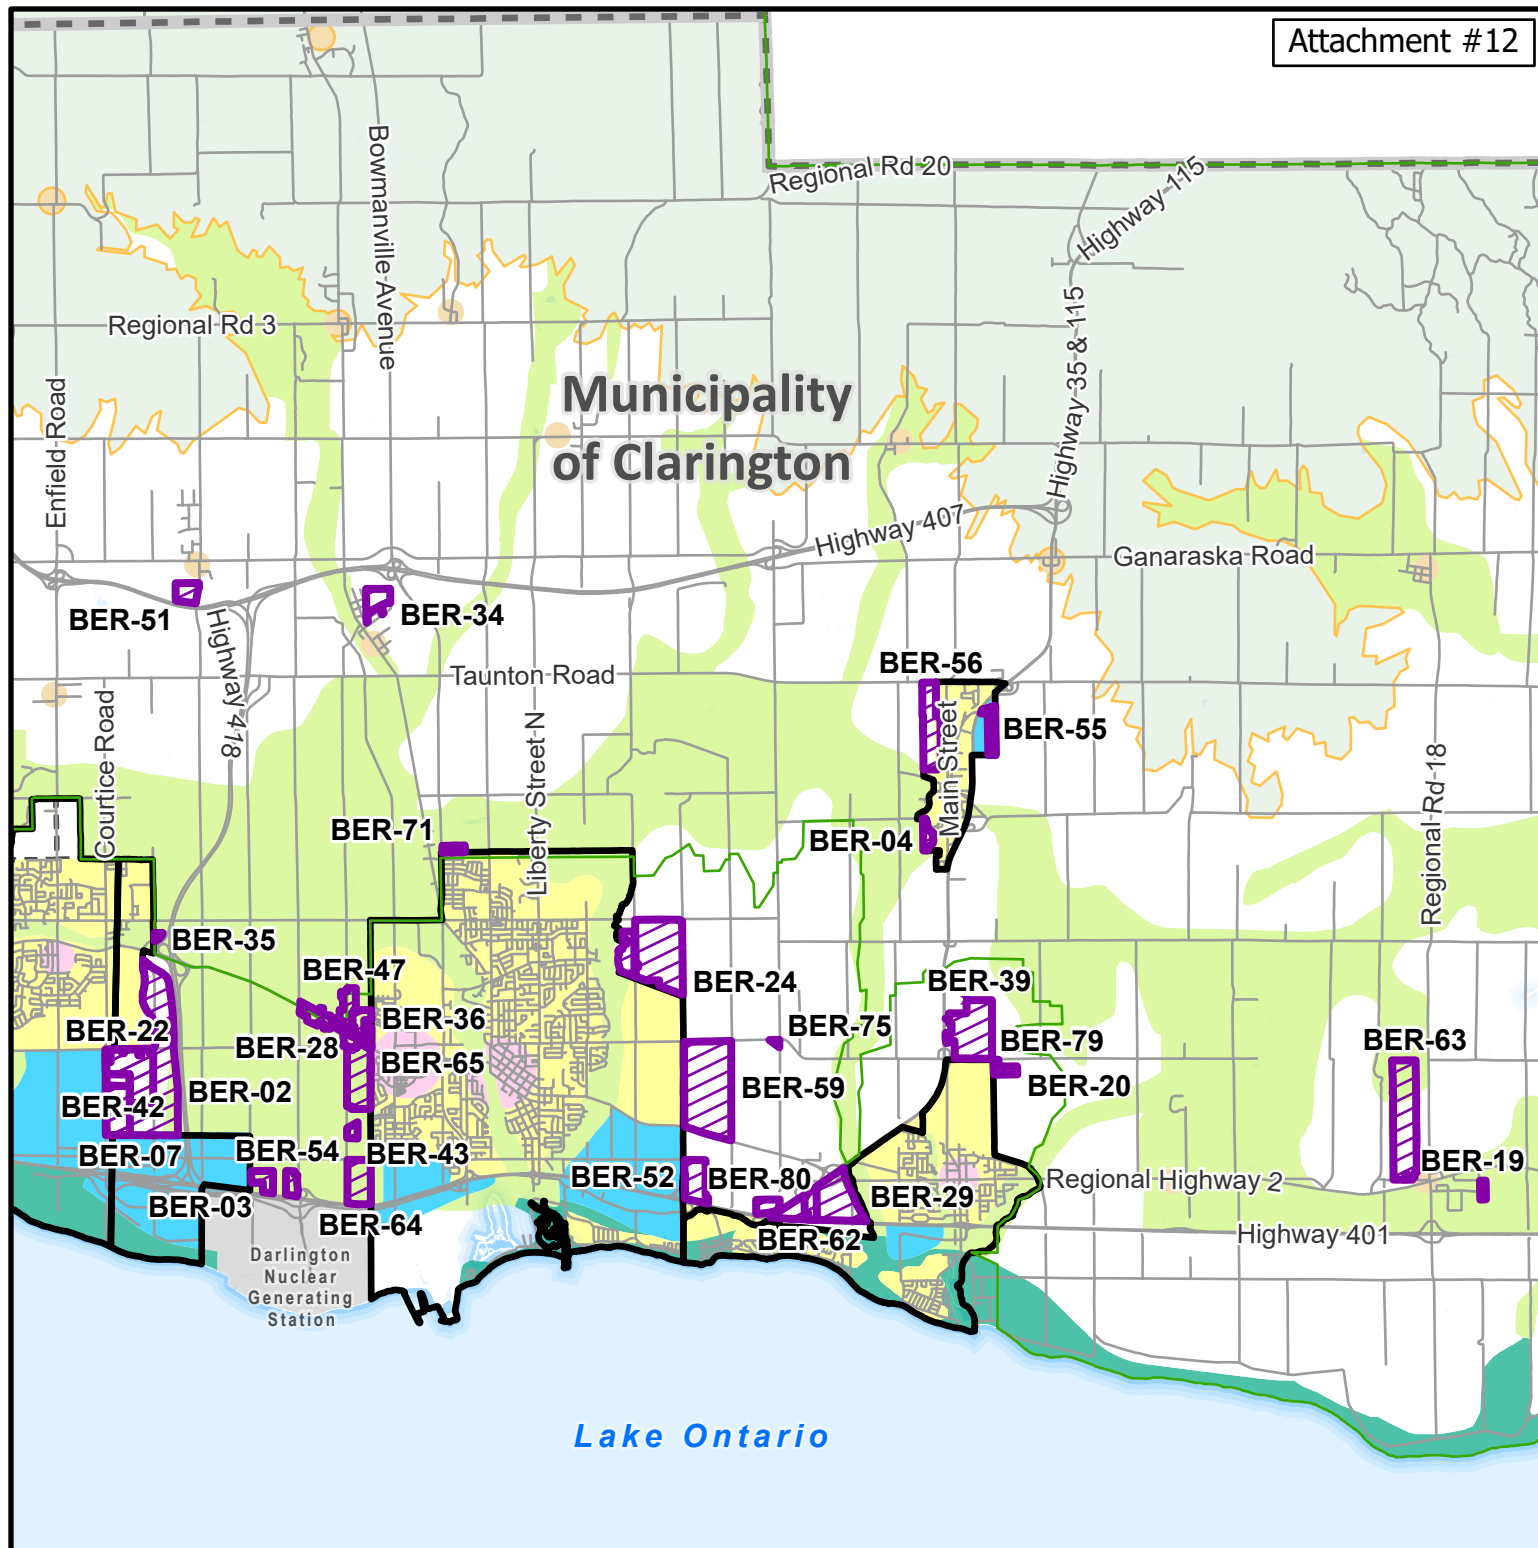 Attachment #12
Regional Rd 20
Highway 115
Bowmanville Avenue
Regional Rd 3
Highway 35 & 115
Municipality
of Clarington
Enfield Road
Highway 407
Ganaraska Road
BER-51
BER-34
Highway 418
Taunton Road
BER-56
BER-55
Main Street
Courtice Road
Liberty Street N
Regional Rd 18
BER-71
BER-04
BER-35
BER-47
BER-24
BER-39
BER-36
BER-22
BER-28
BER-75
BER-79
BER-63
BER-65
BER-02
BER-59
BER-20
BER-42
BER-07
BER-54
BER-43
BER-52
BER-80
BER-29
Regional Highway 2
BER-19
BER-03
BER-64
BER-62
Highway 401
Darlington
Nuclear
Generating
Station
Lake Ontario